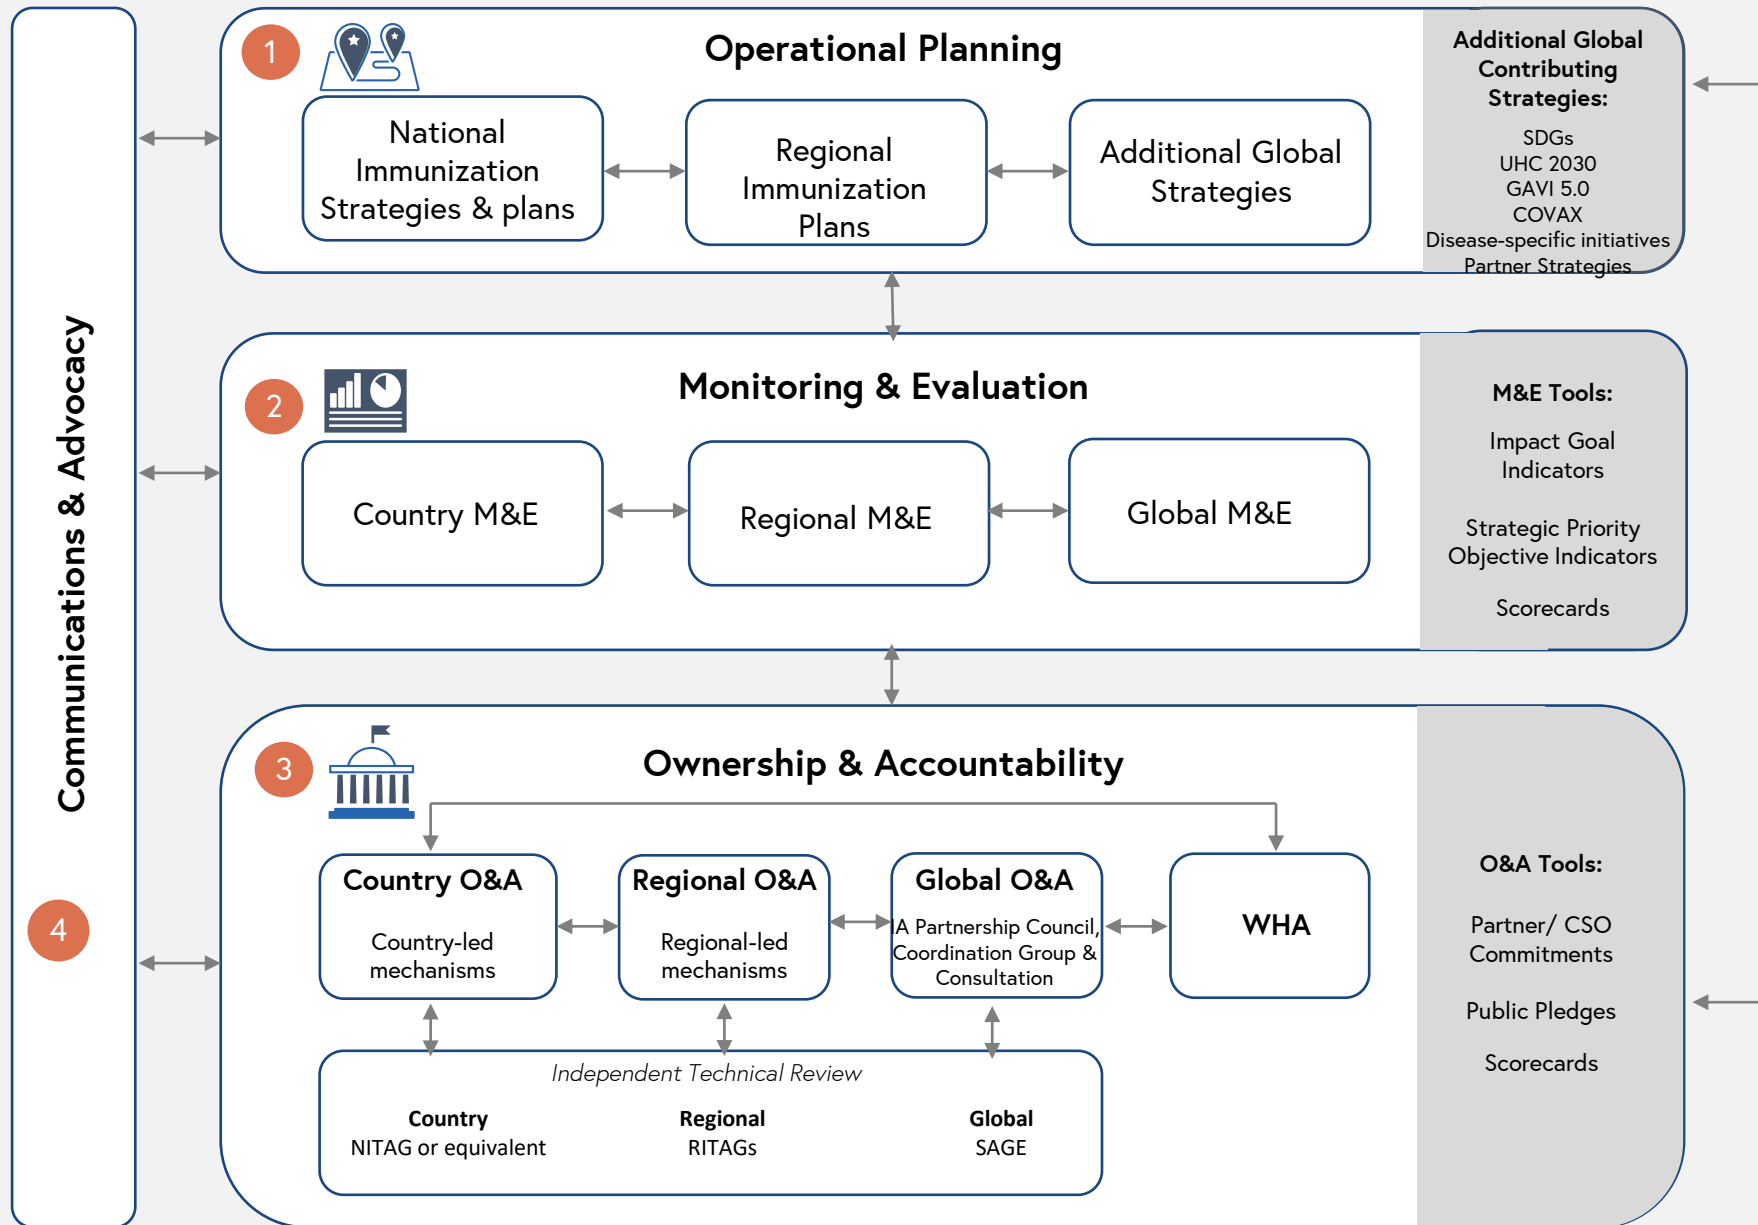 Communications & Advocacy
4
1
Operational Planning
National
Immunization
Strategies & plans
Regional
Immunization
Plans
Additional Global
Strategies
Additional Global
Contributing
Strategies:
SDGs
UHC 2030
GAVI 5.0
COVAX
Disease-specific initiatives
Partner Strategies
2
Monitoring & Evaluation
Country M&E
Regional M&E
Global M&E
M&E Tools:
Impact Goal
Indicators
Strategic Priority
Objective Indicators
Scorecards
3
Ownership & Accountability
Country O&A
Country-led
mechanisms
Regional O&A
Regional-led
mechanisms
Global O&A
IA Partnership Council,
Coordination Group &
Consultation
WHA
Independent Technical Review
Country
NITAG or equivalent
Regional
RITAGs
Global
SAGE
O&A Tools:
Partner/ CSO
Commitments
Public Pledges
Scorecards